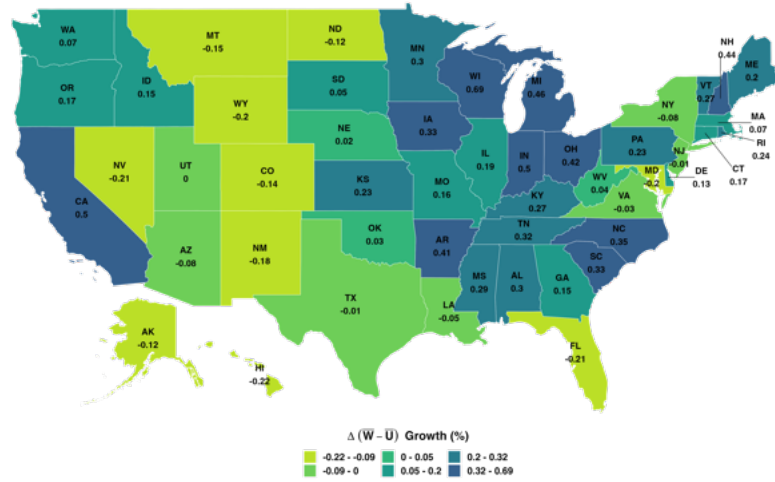 WA
0.07
MT
-0.15
ND
-0.12
MN
0.3
NH
0.44
ME
0.2
OR
0.17
ID
0.15
WY
-0.2
SD
0.05
WI
0.69
MI
0.46
VT
0.27
NY
-0.08
MA
0.07
RI
0.24
CT
0.17
NV
-0.21
UT
0
CO
-0.14
NE
0.02
IA
0.33
IL
0.19
IN
0.5
OH
0.42
PA
0.23
NJ
-0.01
DE
0.13
MD
-0.2
CA
0.5
KS
0.23
MO
0.16
KY
0.27
WV
0.04
VA
-0.03
AZ
-0.08
NM
-0.18
OK
0.03
AR
0.41
TN
0.32
NC
0.35
SC
0.33
TX
-0.01
LA
-0.05
MS
0.29
AL
0.3
GA
0.15
FL
-0.21
AK
-0.12
HI
-0.22
Δ (W̅ − U̅) Growth (%)
-0.22 - -0.09 0 - 0.05 0.2 - 0.32
-0.09 - 0 0.05 - 0.2 0.32 - 0.69